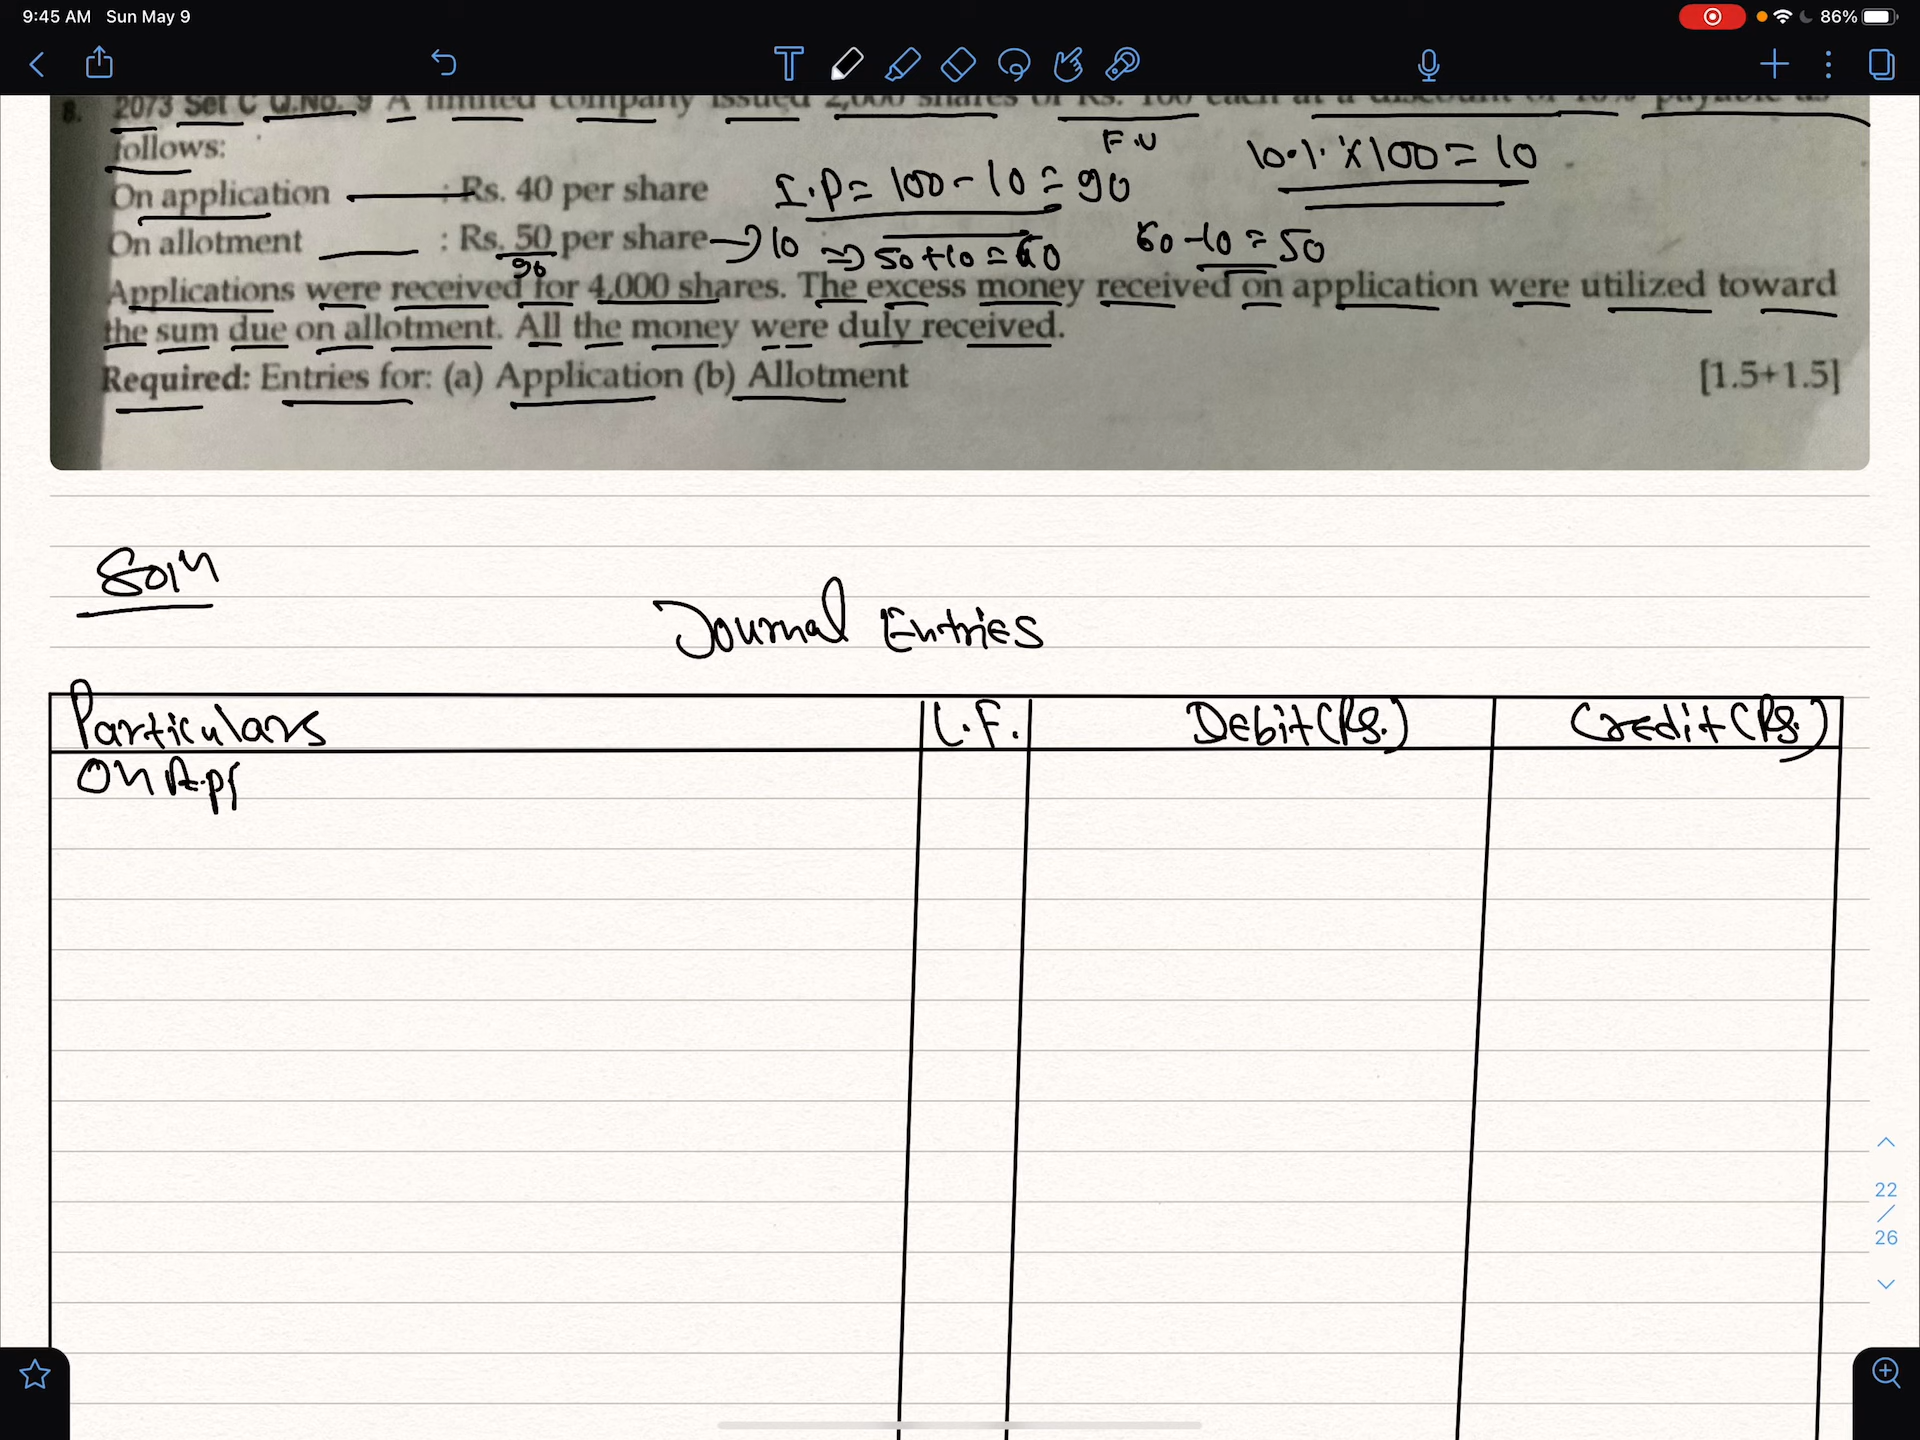 9:45 AM Sun May 9
86%
8. 2073 Set C Q.No. 9 A limited company issued 2,000 shares of Rs. 100 each at a discount of 10% payable as
follows:
F.V
10.1. X100 = 10
On application : Rs. 40 per share
I.P = 100 - 10 = 90
On allotment : Rs. 50 per share → 10 ⇒ 50+10 = 60
60 - 10 = 50
90
Applications were received for 4,000 shares. The excess money received on application were utilized toward
the sum due on allotment. All the money were duly received.
Required: Entries for: (a) Application (b) Allotment [1.5+1.5]
Soln
Journal Entries
Particulars L.F. Debit (Rs.) Credit (Rs.)
On App
22
/
26